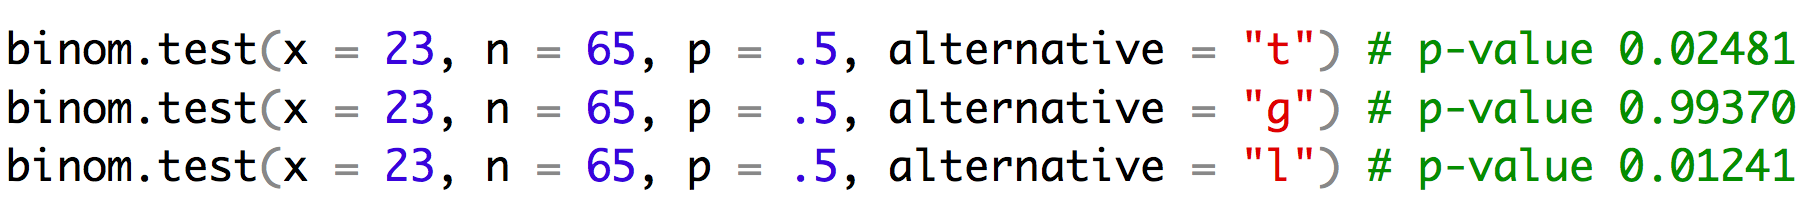 binom.test(x = 23, n = 65, p = .5, alternative = "t") # p-value 0.02481
binom.test(x = 23, n = 65, p = .5, alternative = "g") # p-value 0.99370
binom.test(x = 23, n = 65, p = .5, alternative = "l") # p-value 0.01241